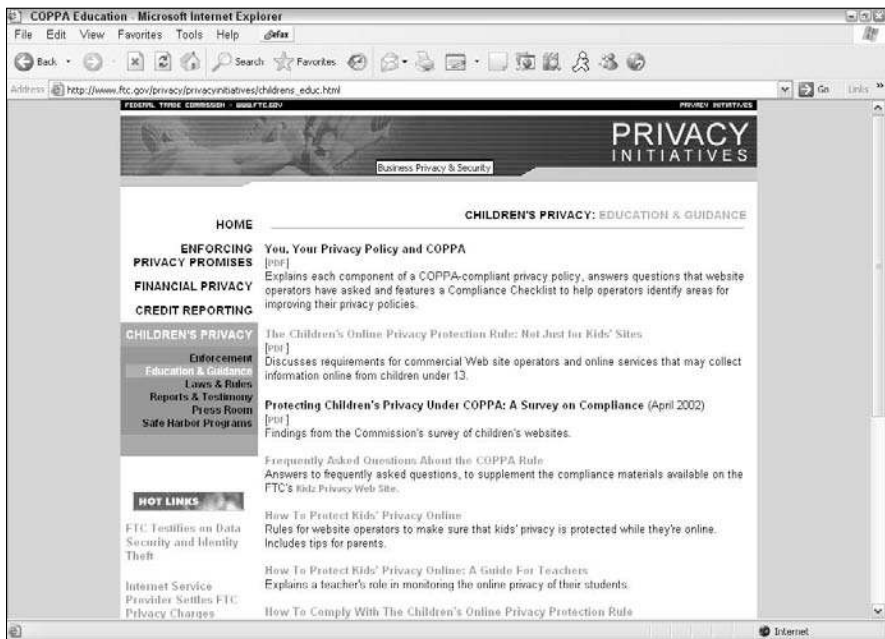 COPPA Education - Microsoft Internet Explorer
File Edit View Favorites Tools Help eFax
Back Search Favorites
Address http://www.ftc.gov/privacy/privacyinitiatives/childrens_educ.html Go Links »
FEDERAL TRADE COMMISSION - WWW.FTC.GOV PRIVACY INITIATIVES
PRIVACY
INITIATIVES
Business Privacy & Security
CHILDREN'S PRIVACY: EDUCATION & GUIDANCE
HOME
ENFORCING
PRIVACY PROMISES
FINANCIAL PRIVACY
CREDIT REPORTING
CHILDREN'S PRIVACY
Enforcement
Education & Guidance
Laws & Rules
Reports & Testimony
Press Room
Safe Harbor Programs
HOT LINKS
FTC Testifies on Data
Security and Identity
Theft
Internet Service
Provider Settles FTC
Privacy Charges
You, Your Privacy Policy and COPPA
[PDF]
Explains each component of a COPPA-compliant privacy policy, answers questions that website
operators have asked and features a Compliance Checklist to help operators identify areas for
improving their privacy policies.
The Children's Online Privacy Protection Rule: Not Just for Kids' Sites
[PDF]
Discusses requirements for commercial Web site operators and online services that may collect
information online from children under 13.
Protecting Children's Privacy Under COPPA: A Survey on Compliance (April 2002)
[PDF]
Findings from the Commission's survey of children's websites.
Frequently Asked Questions About the COPPA Rule
Answers to frequently asked questions, to supplement the compliance materials available on the
FTC's Kidz Privacy Web Site.
How To Protect Kids' Privacy Online
Rules for website operators to make sure that kids' privacy is protected while they're online.
Includes tips for parents.
How To Protect Kids' Privacy Online: A Guide For Teachers
Explains a teacher's role in monitoring the online privacy of their students.
How To Comply With The Children's Online Privacy Protection Rule
Internet